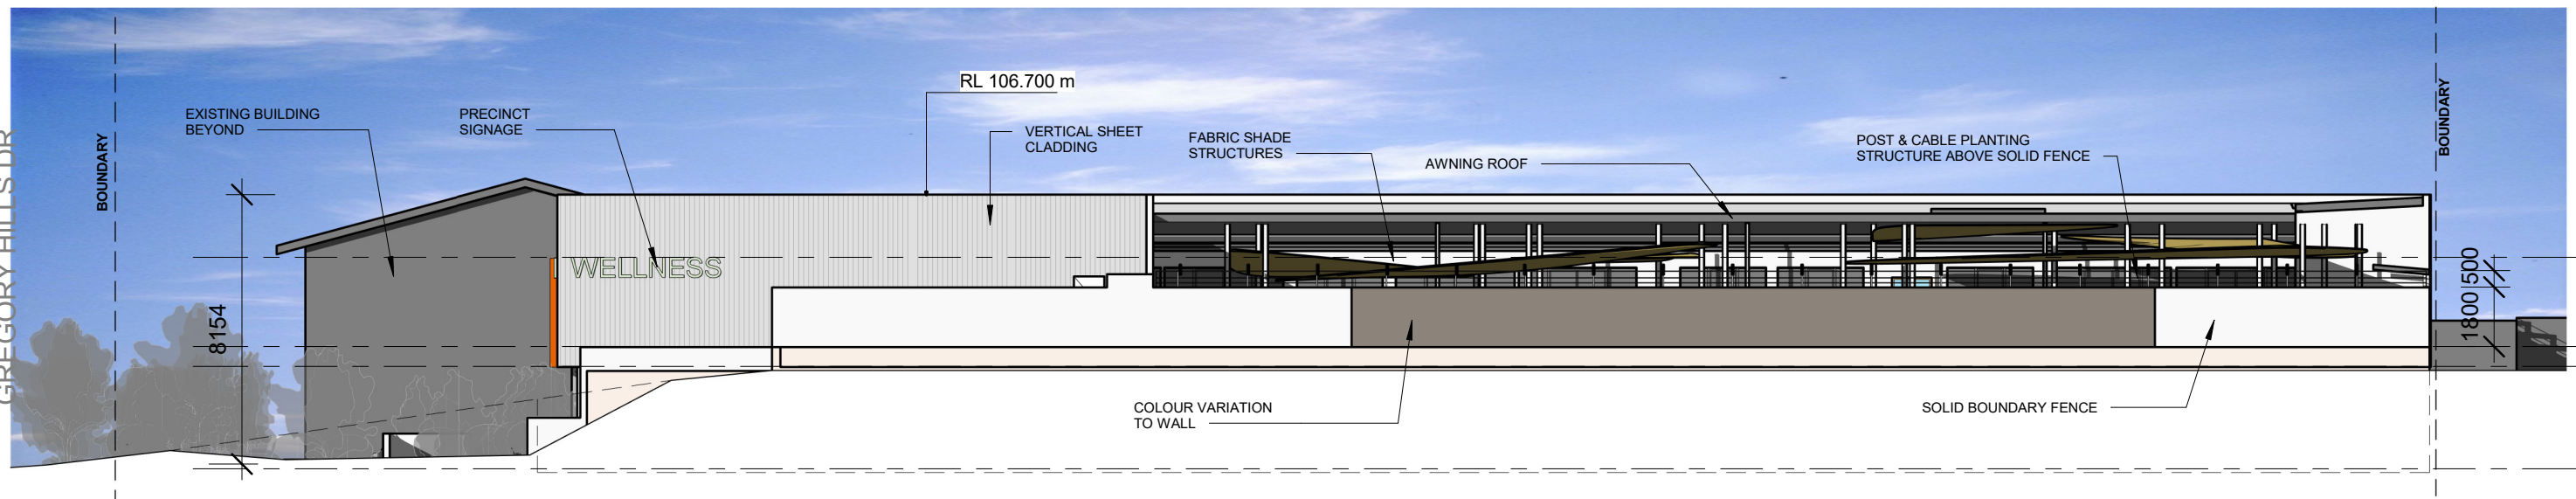 GREGORY HILLS DR
BOUNDARY
EXISTING BUILDING
BEYOND
PRECINCT
SIGNAGE
RL 106.700 m
VERTICAL SHEET
CLADDING
FABRIC SHADE
STRUCTURES
AWNING ROOF
POST & CABLE PLANTING
STRUCTURE ABOVE SOLID FENCE
BOUNDARY
WELLNESS
8154
500
1800
COLOUR VARIATION
TO WALL
SOLID BOUNDARY FENCE